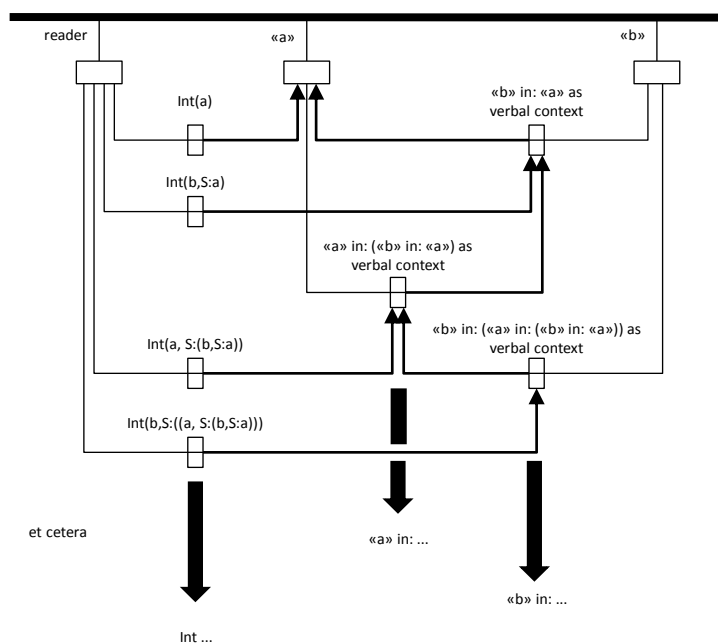 reader
«a»
«b»
Int(a)
«b» in: «a» as
verbal context
Int(b,S:a)
«a» in: («b» in: «a») as
verbal context
Int(a, S:(b,S:a))
«b» in: («a» in: («b» in: «a»)) as
verbal context
Int(b,S:((a, S:(b,S:a)))
et cetera
«a» in: ...
«b» in: ...
Int ...